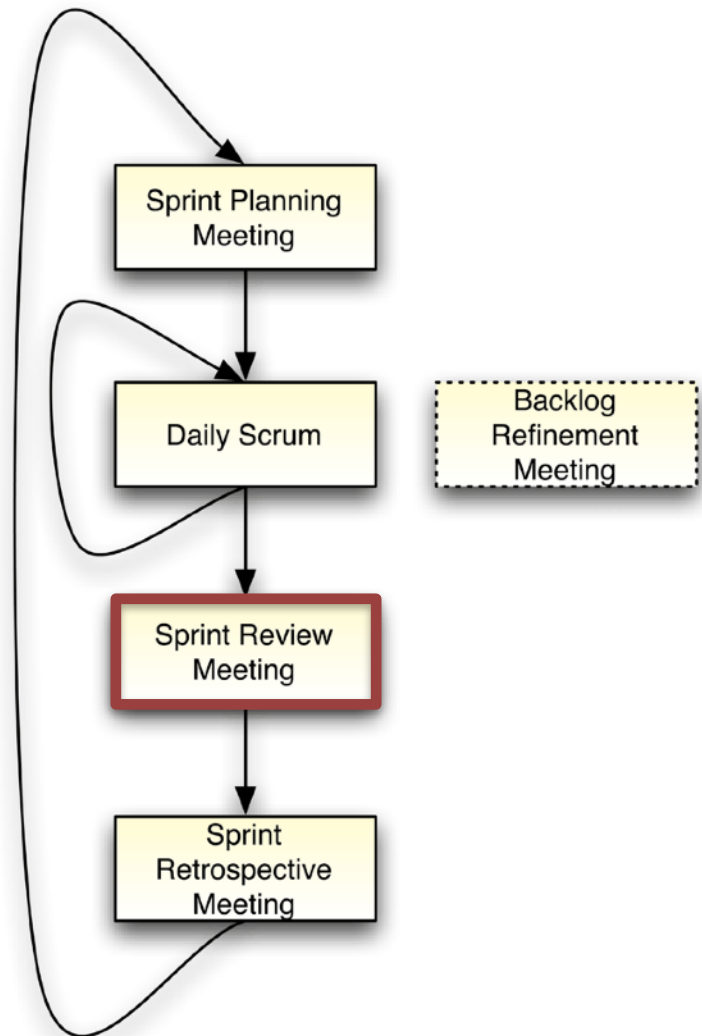 Sprint Planning
Meeting
Daily Scrum
Backlog
Refinement
Meeting
Sprint Review
Meeting
Sprint
Retrospective
Meeting